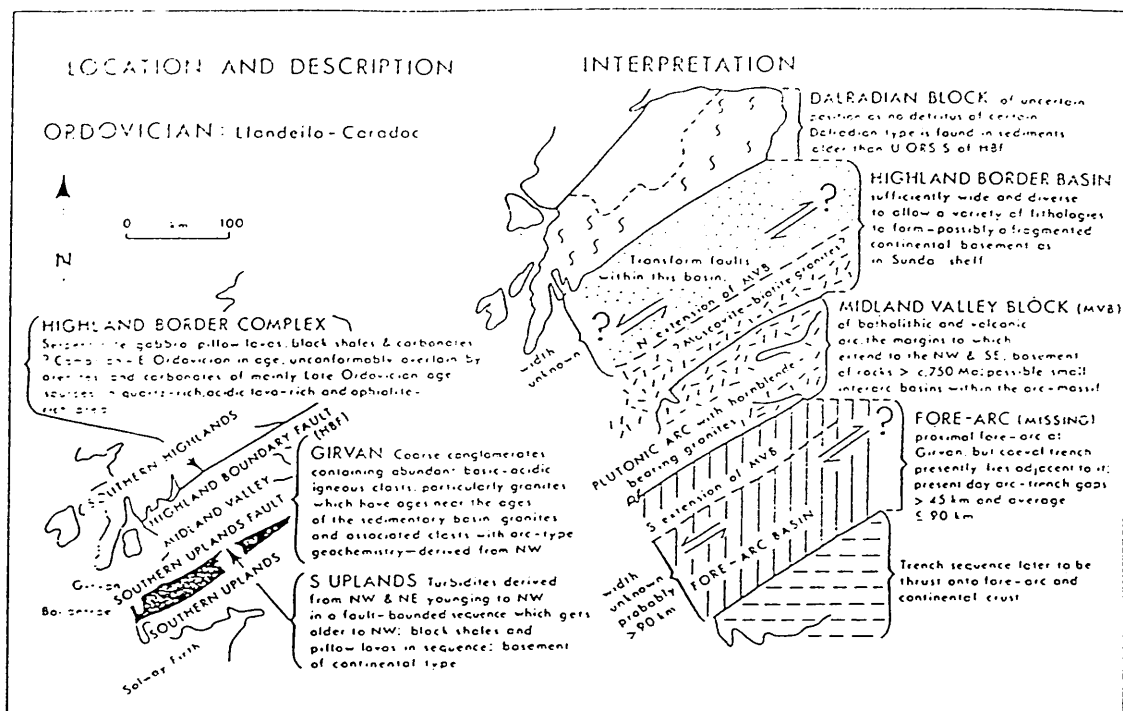 LOCATION AND DESCRIPTION
ORDOVICIAN: Llandeilo-Caradoc
0 km 100
N
HIGHLAND BORDER COMPLEX
gabbro, pillow lavas, black shales & carbonates
Ordovician in age, unconformably overlain by
and carbonates of mainly Late Ordovician age
quartz-rich, acidic lava-rich and ophiolite-
SOUTHERN HIGHLANDS
HIGHLAND BOUNDARY FAULT
(HBF)
MIDLAND VALLEY
SOUTHERN UPLANDS FAULT
SOUTHERN UPLANDS
Girvan
Solway Firth
GIRVAN Coarse conglomerates
containing abundant basic-acidic
igneous clasts, particularly granites
which have ages near the ages
of the sedimentary basin granites
and associated clasts with arc-type
geochemistry-derived from NW
S UPLANDS Turbidites derived
from NW & NE younging to NW
in a fault-bounded sequence which gets
older to NW: black shales and
pillow lavas in sequence: basement
of continental type
INTERPRETATION
DALRADIAN BLOCK of uncertain
position as no detritus of certain
Dalradian type is found in sediments
older than U ORS S of HBF
HIGHLAND BORDER BASIN
sufficiently wide and diverse
to allow a variety of lithologies
to form-possibly a fragmented
continental basement as
in Sunda shelf
?
Transform faults
within this basin.
?
width
unknown
N extension of MVB
? Muscovite-biotite granites?
MIDLAND VALLEY BLOCK (MVB)
of batholithic and volcanic
arc, the margins to which
extend to the NW & SE, basement
of rocks > c.750 Ma; possible small
interarc basins within the arc-massif
PLUTONIC ARC with hornblende
bearing granites
S extension of MVB
?
FORE-ARC (MISSING)
proximal fore-arc at
Girvan, but coeval trench
presently lies adjacent to it;
present day arc-trench gaps
> 45 km and average
≤ 90 km
FORE-ARC BASIN
width
unknown
probably
>90 km
Trench sequence later to be
thrust onto fore-arc and
continental crust